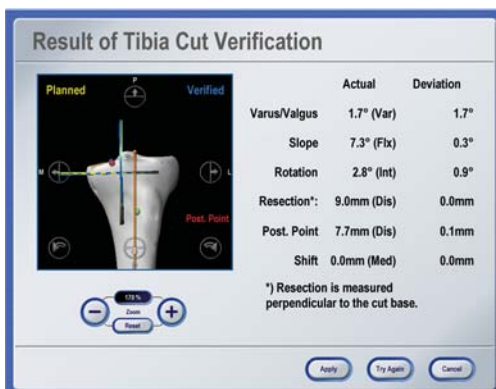 Result of Tibia Cut Verification
Planned
P
Verified
M
L
Post. Point
178%
Zoom
Reset
Actual Deviation
Varus/Valgus 1.7° (Var) 1.7°
Slope 7.3° (Flx) 0.3°
Rotation 2.8° (Int) 0.9°
Resection*: 9.0mm (Dis) 0.0mm
Post. Point 7.7mm (Dis) 0.1mm
Shift 0.0mm (Med) 0.0mm
*) Resection is measured
perpendicular to the cut base.
Apply Try Again Cancel